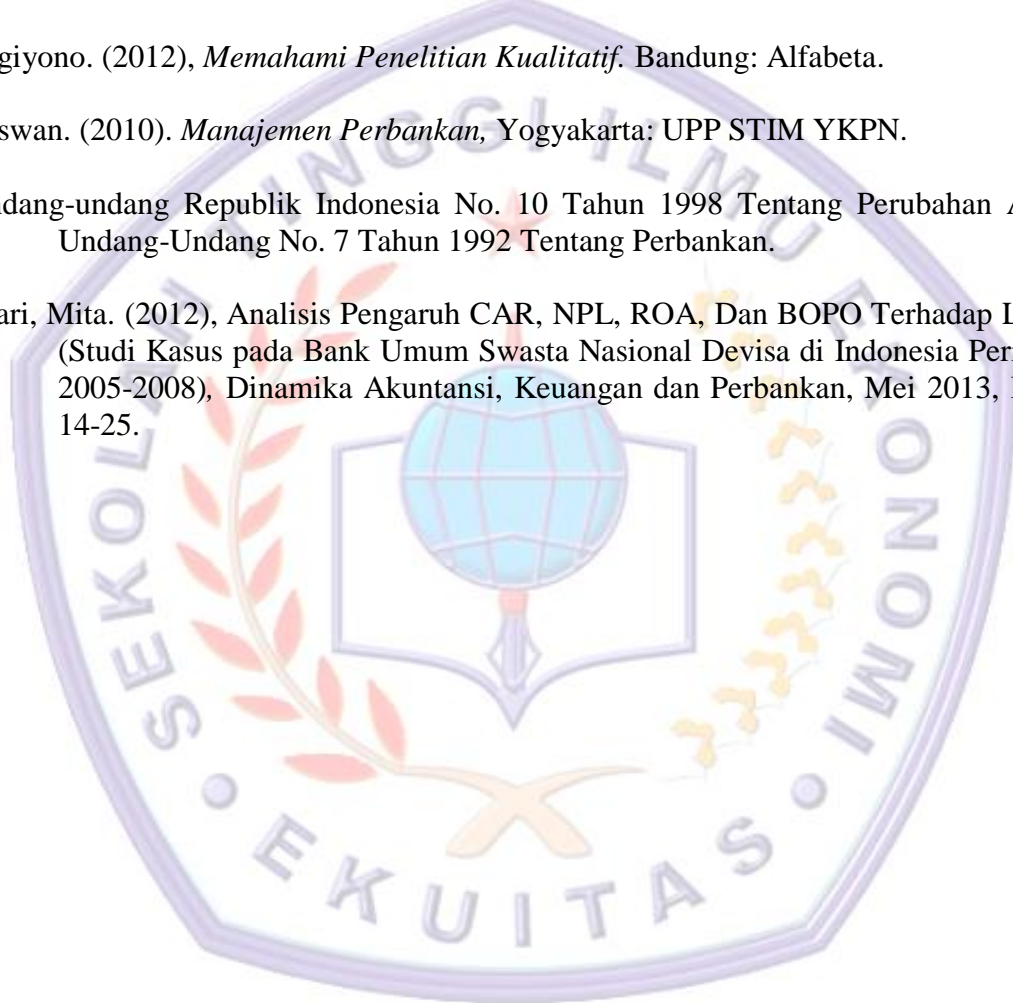 giyono. (2012), Memahami Penelitian Kualitatif. Bandung: Alfabeta.
swan. (2010). Manajemen Perbankan, Yogyakarta: UPP STIM YKPN.
dang-undang Republik Indonesia No. 10 Tahun 1998 Tentang Perubahan
Undang-Undang No. 7 Tahun 1992 Tentang Perbankan.
ari, Mita. (2012), Analisis Pengaruh CAR, NPL, ROA, Dan BOPO Terhadap
(Studi Kasus pada Bank Umum Swasta Nasional Devisa di Indonesia
2005-2008), Dinamika Akuntansi, Keuangan dan Perbankan, Mei 2013,
14-25.
SEKOLAH TINGGI ILMU EKONOMI
• EKUITAS •